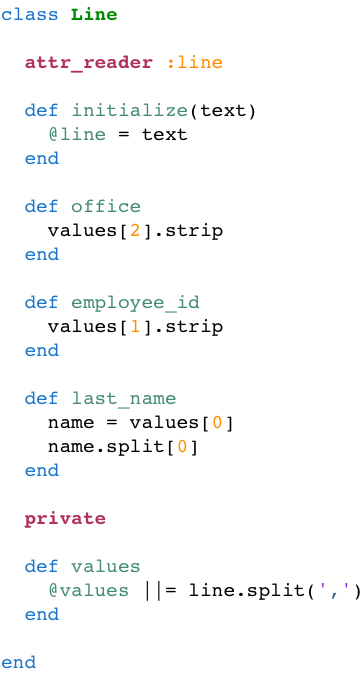 class Line
attr_reader :line
def initialize(text)
@line = text
end
def office
values[2].strip
end
def employee_id
values[1].strip
end
def last_name
name = values[0]
name.split[0]
end
private
def values
@values ||= line.split(',')
end
end